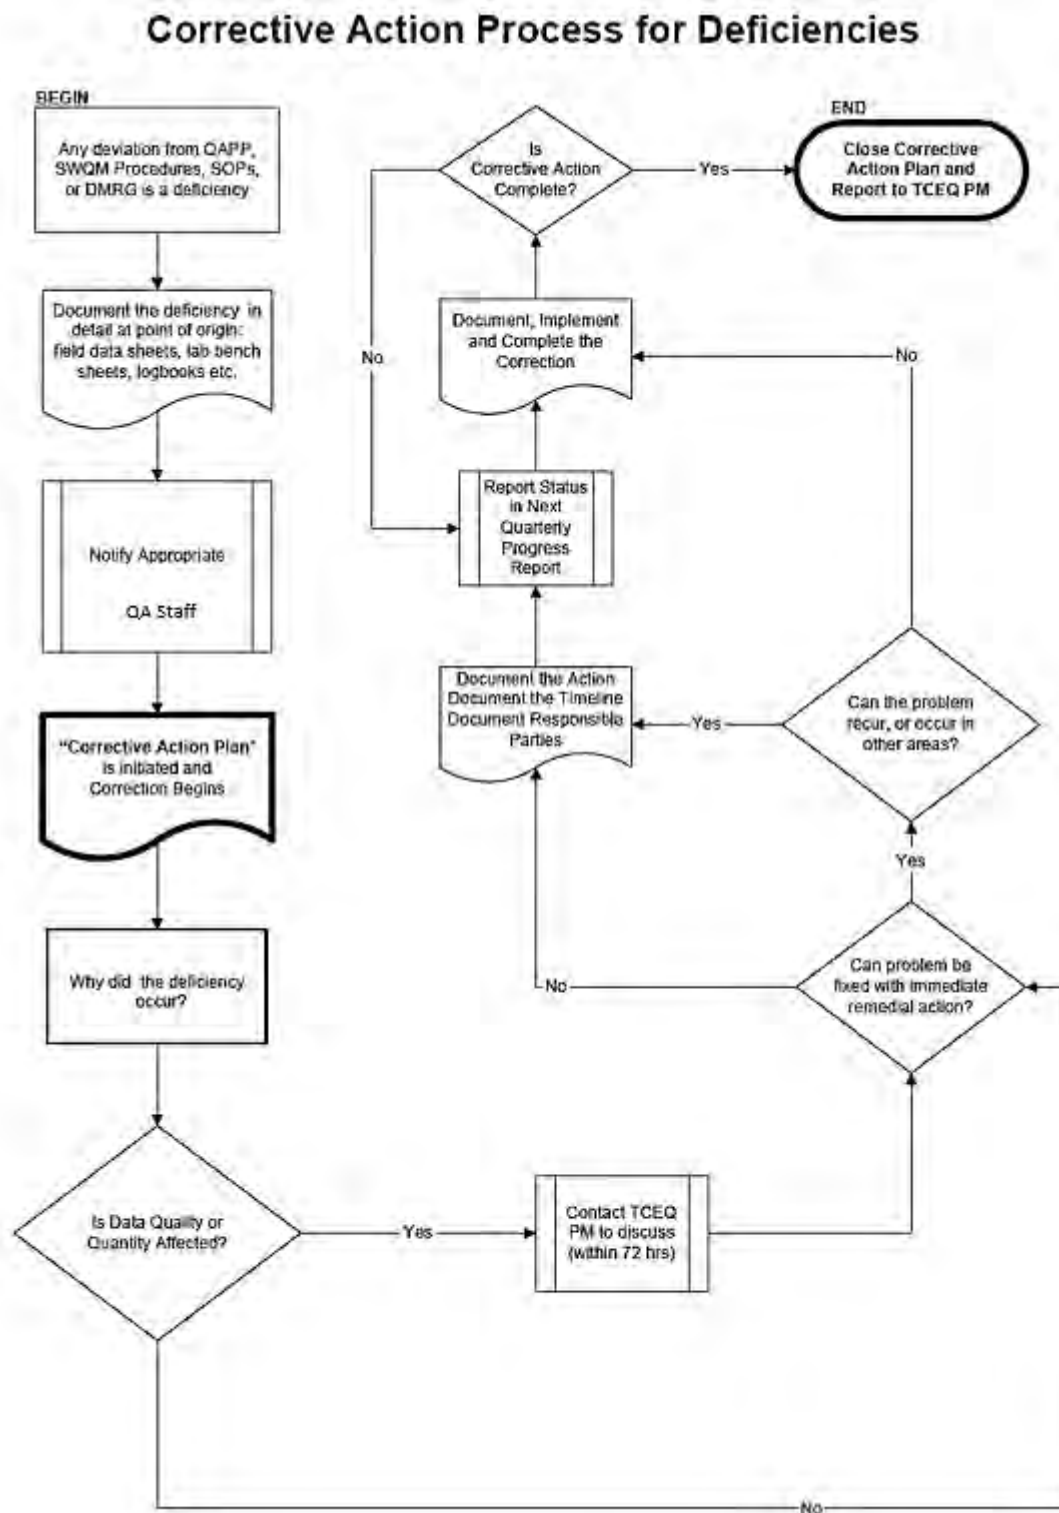 Corrective Action Process for Deficiencies
BEGIN
Any deviation from QAPP,
SWQM Procedures, SOPs,
or DMRG is a deficiency
Document the deficiency in
detail at point of origin:
field data sheets, lab bench
sheets, logbooks etc.
Notify Appropriate
QA Staff
“Corrective Action Plan”
is initiated and
Correction Begins
Why did the deficiency
occur?
Is Data Quality or
Quantity Affected?
Yes
No
Contact TCEQ
PM to discuss
(within 72 hrs)
Can problem be
fixed with immediate
remedial action?
No
Yes
Can the problem
recur, or occur in
other areas?
Yes
No
Document the Action
Document the Timeline
Document Responsible
Parties
Report Status
in Next
Quarterly
Progress
Report
Document, Implement
and Complete the
Correction
Is
Corrective Action
Complete?
No
Yes
END
Close Corrective
Action Plan and
Report to TCEQ PM